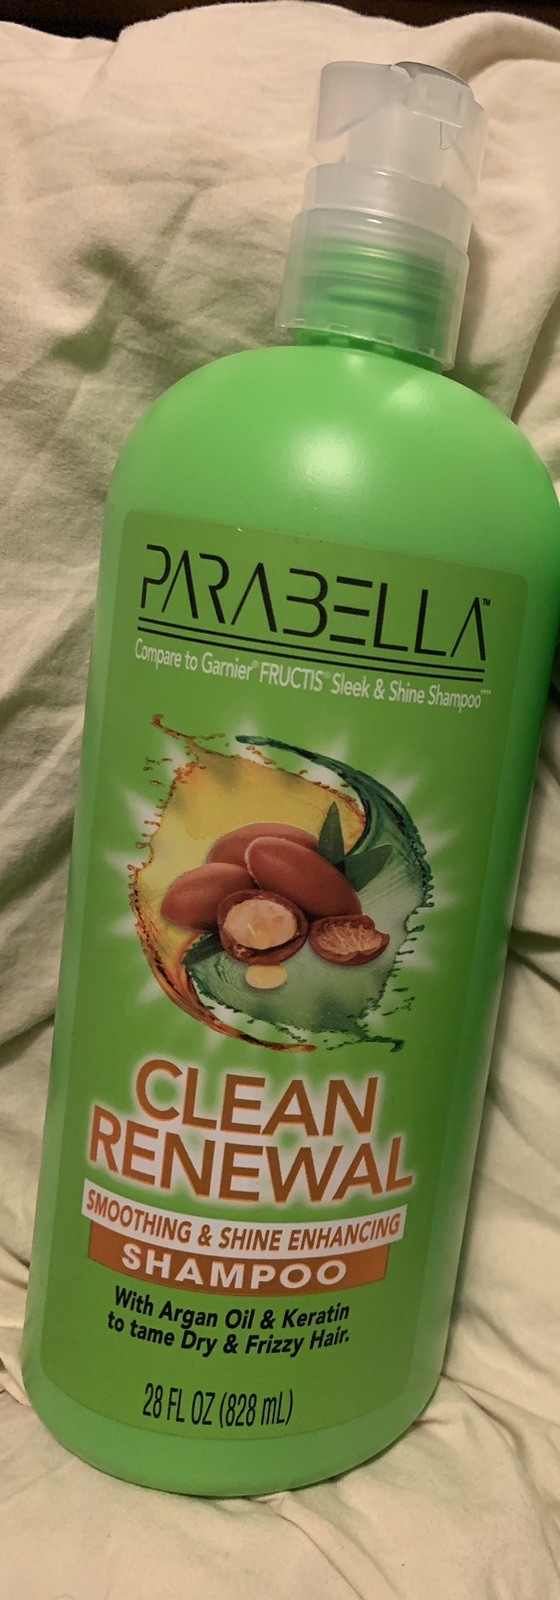 PARABELLA™
Compare to Garnier® FRUCTIS® Sleek & Shine Shampoo
CLEAN
RENEWAL
SMOOTHING & SHINE ENHANCING
SHAMPOO
With Argan Oil & Keratin
to tame Dry & Frizzy Hair.
28 FL OZ (828 mL)